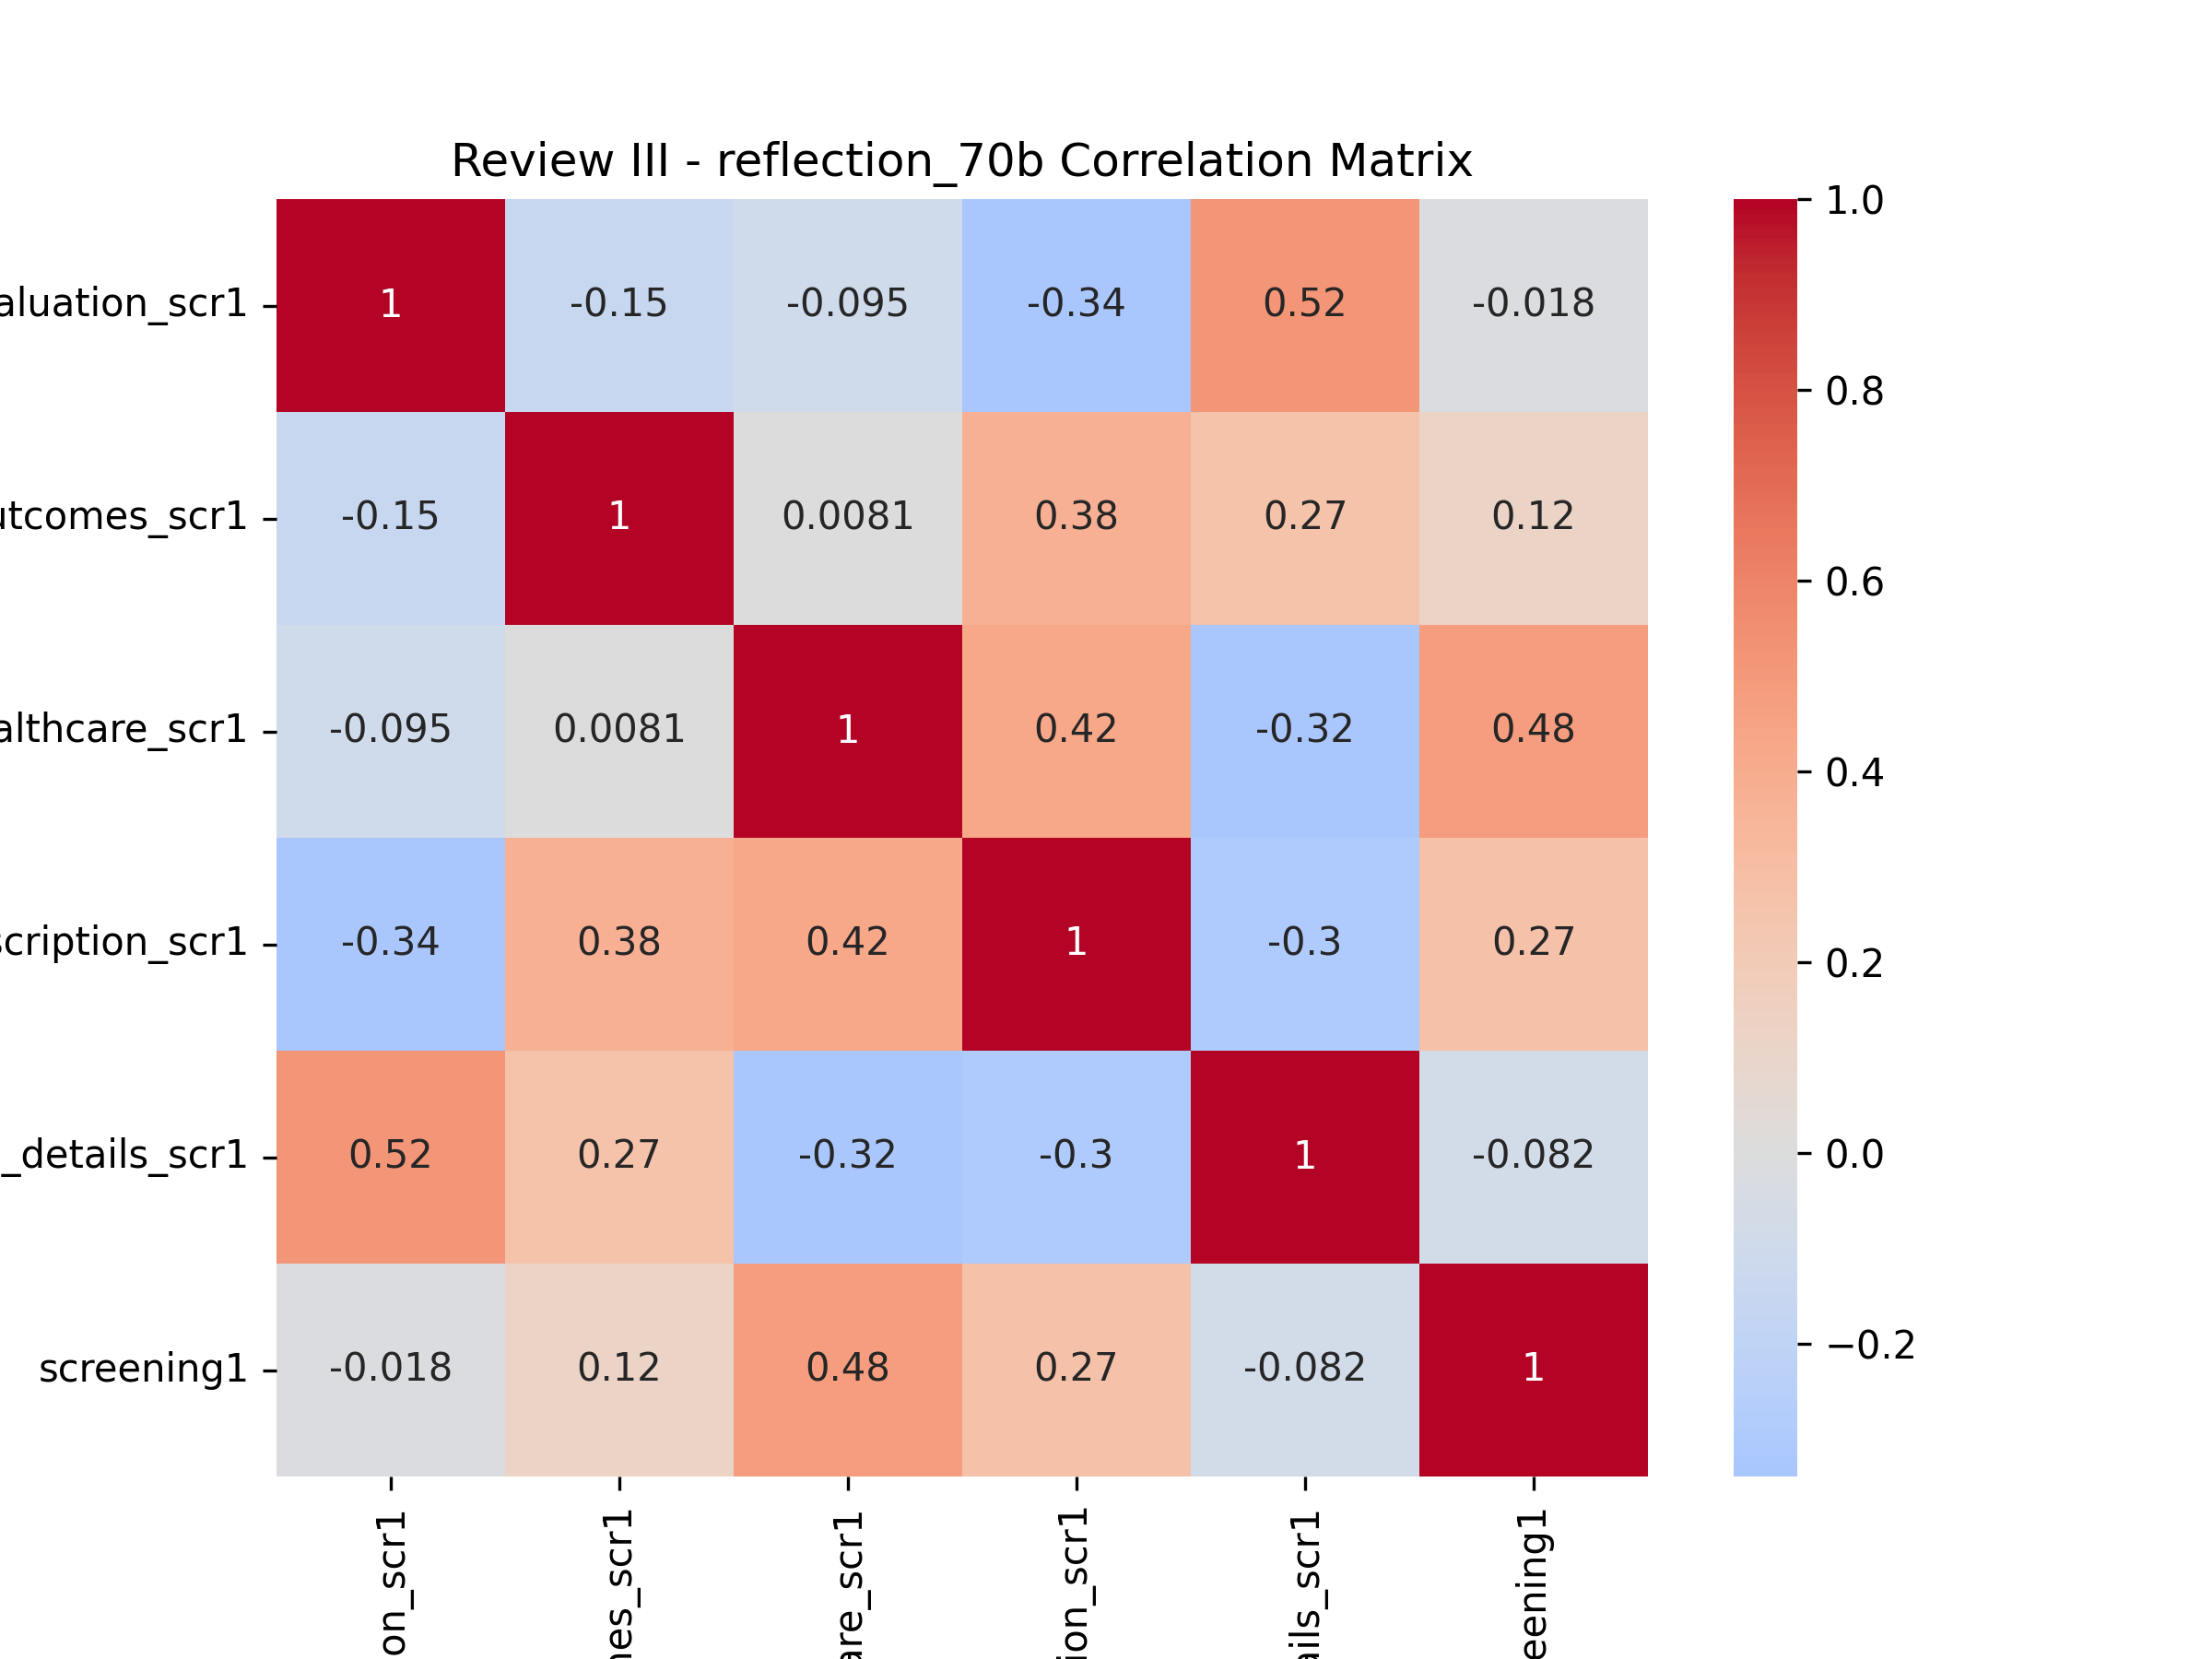 Review III - reflection_70b Correlation Matrix
aluation_scr1 1 -0.15 -0.095 -0.34 0.52 -0.018
utcomes_scr1 -0.15 1 0.0081 0.38 0.27 0.12
althcare_scr1 -0.095 0.0081 1 0.42 -0.32 0.48
scription_scr1 -0.34 0.38 0.42 1 -0.3 0.27
_details_scr1 0.52 0.27 -0.32 -0.3 1 -0.082
screening1 -0.018 0.12 0.48 0.27 -0.082 1
on_scr1
nes_scr1
are_scr1
ion_scr1
ails_scr1
eening1
1.0
0.8
0.6
0.4
0.2
0.0
−0.2